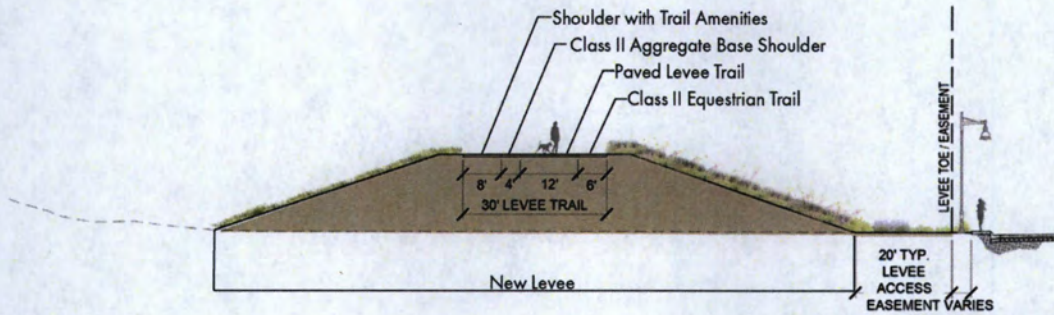 Shoulder with Trail Amenities
Class II Aggregate Base Shoulder
Paved Levee Trail
Class II Equestrian Trail
LEVEE TOE / EASEMENT
8' 4' 12' 6'
30' LEVEE TRAIL
New Levee
20' TYP.
LEVEE
ACCESS
EASEMENT VARIES